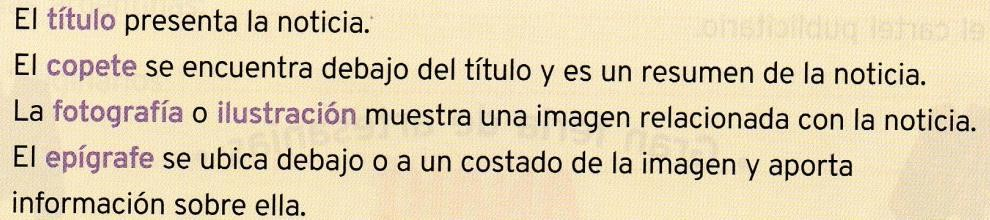 El título presenta la noticia.
El copete se encuentra debajo del título y es un resumen de la noticia.
La fotografía o ilustración muestra una imagen relacionada con la noticia.
El epígrafe se ubica debajo o a un costado de la imagen y aporta
información sobre ella.